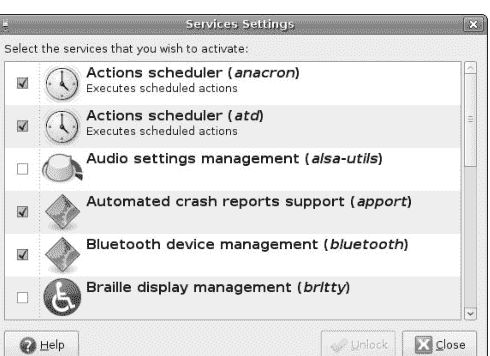 Services Settings
Select the services that you wish to activate:
Actions scheduler (anacron)
Executes scheduled actions
Actions scheduler (atd)
Executes scheduled actions
Audio settings management (alsa-utils)
Automated crash reports support (apport)
Bluetooth device management (bluetooth)
Braille display management (brltty)
Help
Unlock
Close